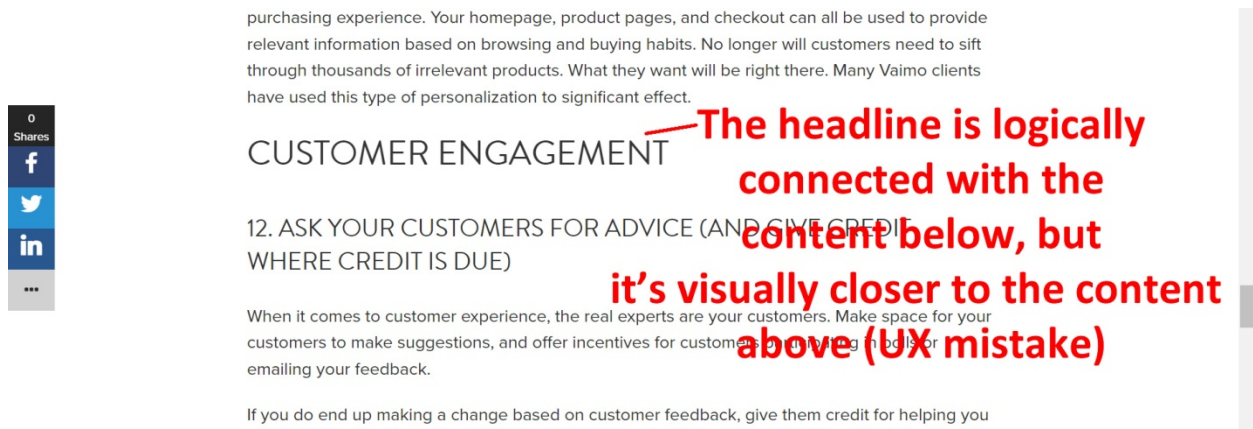 purchasing experience. Your homepage, product pages, and checkout can all be used to provide
relevant information based on browsing and buying habits. No longer will customers need to sift
through thousands of irrelevant products. What they want will be right there. Many Vaimo clients
have used this type of personalization to significant effect.
0
Shares
CUSTOMER ENGAGEMENT
The headline is logically
connected with the
content below, but
it’s visually closer to the content
above (UX mistake)
12. ASK YOUR CUSTOMERS FOR ADVICE (AND GIVE CREDIT
WHERE CREDIT IS DUE)
When it comes to customer experience, the real experts are your customers. Make space for your
customers to make suggestions, and offer incentives for customers participating in polls or
emailing your feedback.
If you do end up making a change based on customer feedback, give them credit for helping you